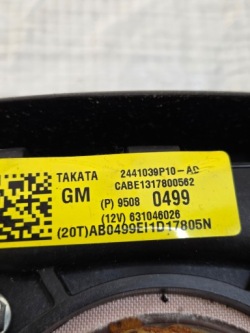 TAKATA 2441039P10-AC
CABE1317800562
GM (P) 9508 0499
(12V) 631046026
(20T)AB0499EI1D17805N